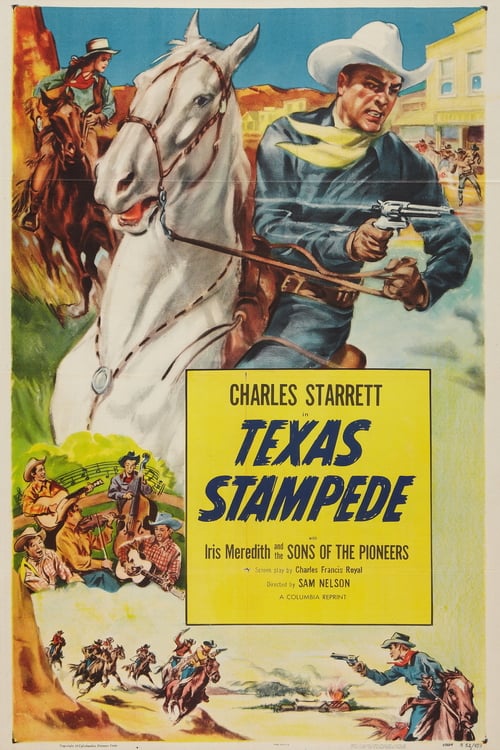 CHARLES STARRETT
in
TEXAS
STAMPEDE
with
Iris Meredith and the SONS OF THE PIONEERS
Screen play by Charles Francis Royal
Directed by SAM NELSON
A COLUMBIA REPRINT